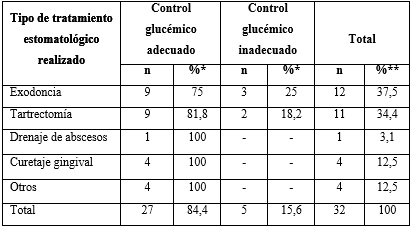 Tipo de tratamiento estomatológico realizado Control glucémico adecuado Control glucémico inadecuado Total
n %* n %* n %**
Exodoncia 9 75 3 25 12 37,5
Tartrectomía 9 81,8 2 18,2 11 34,4
Drenaje de abscesos 1 100 - - 1 3,1
Curetaje gingival 4 100 - - 4 12,5
Otros 4 100 - - 4 12,5
Total 27 84,4 5 15,6 32 100